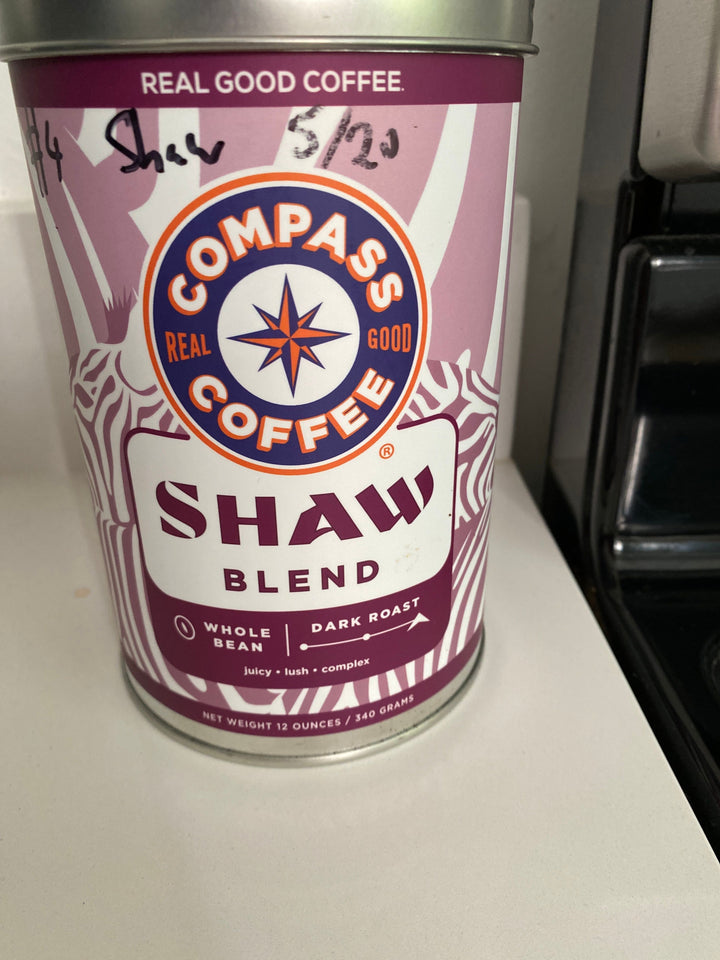 REAL GOOD COFFEE.
#4 Shaw 5/20
COMPASS
REAL GOOD
COFFEE
®
SHAW
BLEND
WHOLE BEAN
DARK ROAST
juicy • lush • complex
NET WEIGHT 12 OUNCES / 340 GRAMS